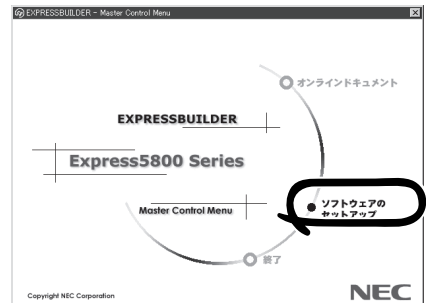 EXPRESSBUILDER - Master Control Menu
オンラインドキュメント
EXPRESSBUILDER
Express5800 Series
Master Control Menu
ソフトウェアの
セットアップ
終了
Copyright NEC Corporation
NEC